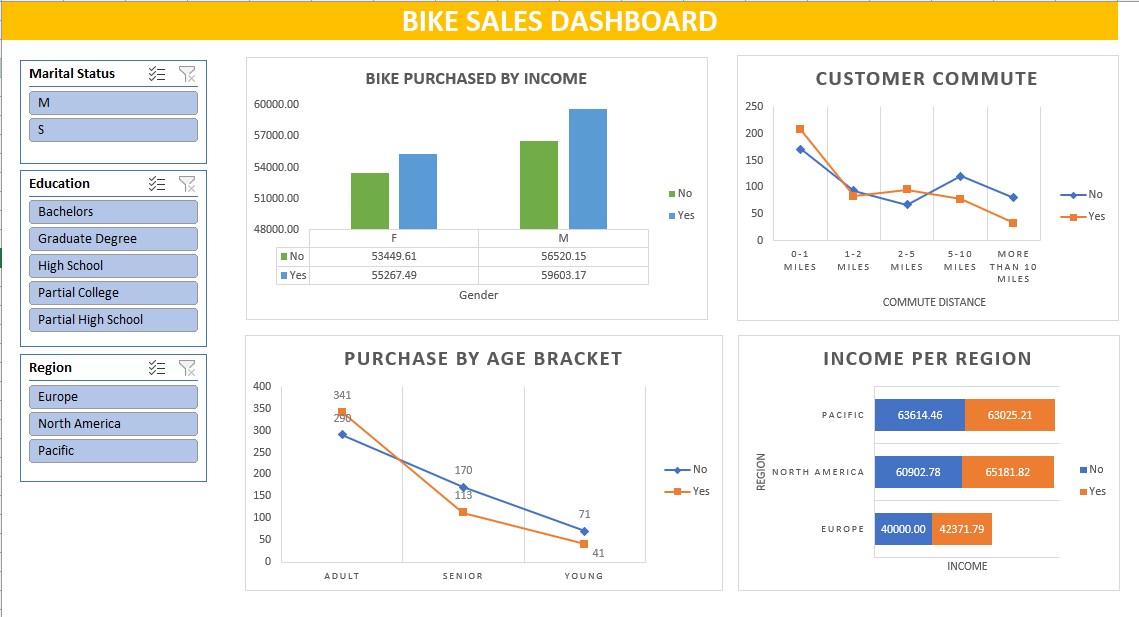 BIKE SALES DASHBOARD
Marital Status
M
S
Education
Bachelors
Graduate Degree
High School
Partial College
Partial High School
Region
Europe
North America
Pacific
BIKE PURCHASED BY INCOME
60000.00
57000.00
54000.00
51000.00
48000.00
F M
No 53449.61 56520.15
Yes 55267.49 59603.17
Gender
No
Yes
CUSTOMER COMMUTE
250
200
150
100
50
0
0-1 1-2 2-5 5-10 MORE
MILES MILES MILES MILES THAN 10
MILES
COMMUTE DISTANCE
No
Yes
PURCHASE BY AGE BRACKET
400
350
300
250
200
150
100
50
0
341
290
170
113
71
41
ADULT SENIOR YOUNG
No
Yes
INCOME PER REGION
REGION
PACIFIC 63614.46 63025.21
NORTH AMERICA 60902.78 65181.82
EUROPE 40000.00 42371.79
INCOME
No
Yes